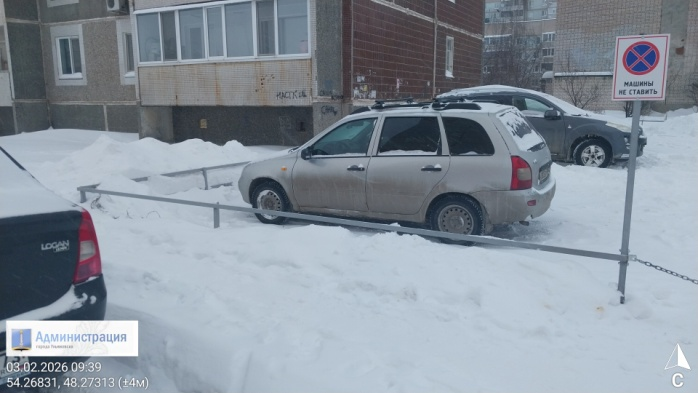 МАШИНЫ
НЕ СТАВИТЬ
LOGAN
Администрация
города Ульяновска
03.02.2026 09:39
54.26831, 48.27313 (±4м)
С